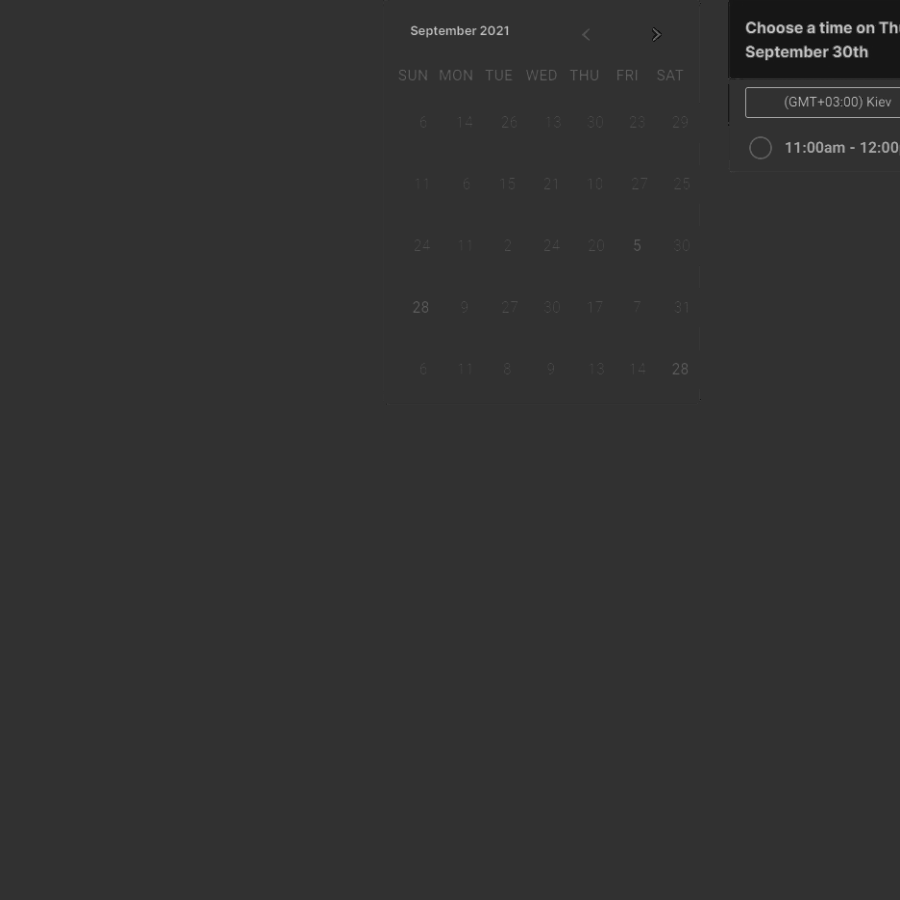 September 2021
SUN MON TUE WED THU FRI SAT
6 14 26 13 30 23 29
11 6 15 21 10 27 25
24 11 2 24 20 5 30
28 9 27 30 17 7 31
6 11 8 9 13 14 28
Choose a time on Thu
September 30th
(GMT+03:00) Kiev
11:00am - 12:00